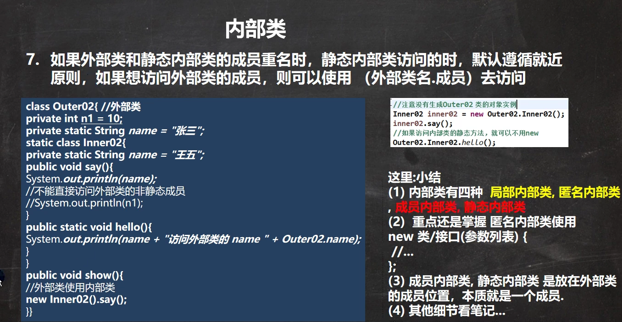 内部类
7. 如果外部类和静态内部类的成员重名时，静态内部类访问的时，默认遵循就近
原则，如果想访问外部类的成员，则可以使用 （外部类名.成员）去访问
class Outer02{ //外部类
private int n1 = 10;
private static String name = "张三";
static class Inner02{
private static String name = "王五";
public void say(){
System.out.println(name);
//不能直接访问外部类的非静态成员
//System.out.println(n1);
}
public static void hello(){
System.out.println(name + "访问外部类的 name " + Outer02.name);
}
}
public void show(){
//外部类使用内部类
new Inner02().say();
}}
//注意没有生成Outer02 类的对象实例
Inner02 inner02 = new Outer02.Inner02();
inner02.say();
//如果访问内部类的静态方法，就可以不用new
Outer02.Inner02.hello();
这里:小结
(1) 内部类有四种 局部内部类, 匿名内部类
, 成员内部类, 静态内部类
(2) 重点还是掌握 匿名内部类使用
new 类/接口(参数列表) {
//...
};
(3) 成员内部类, 静态内部类 是放在外部类
的成员位置，本质就是一个成员.
(4) 其他细节看笔记...